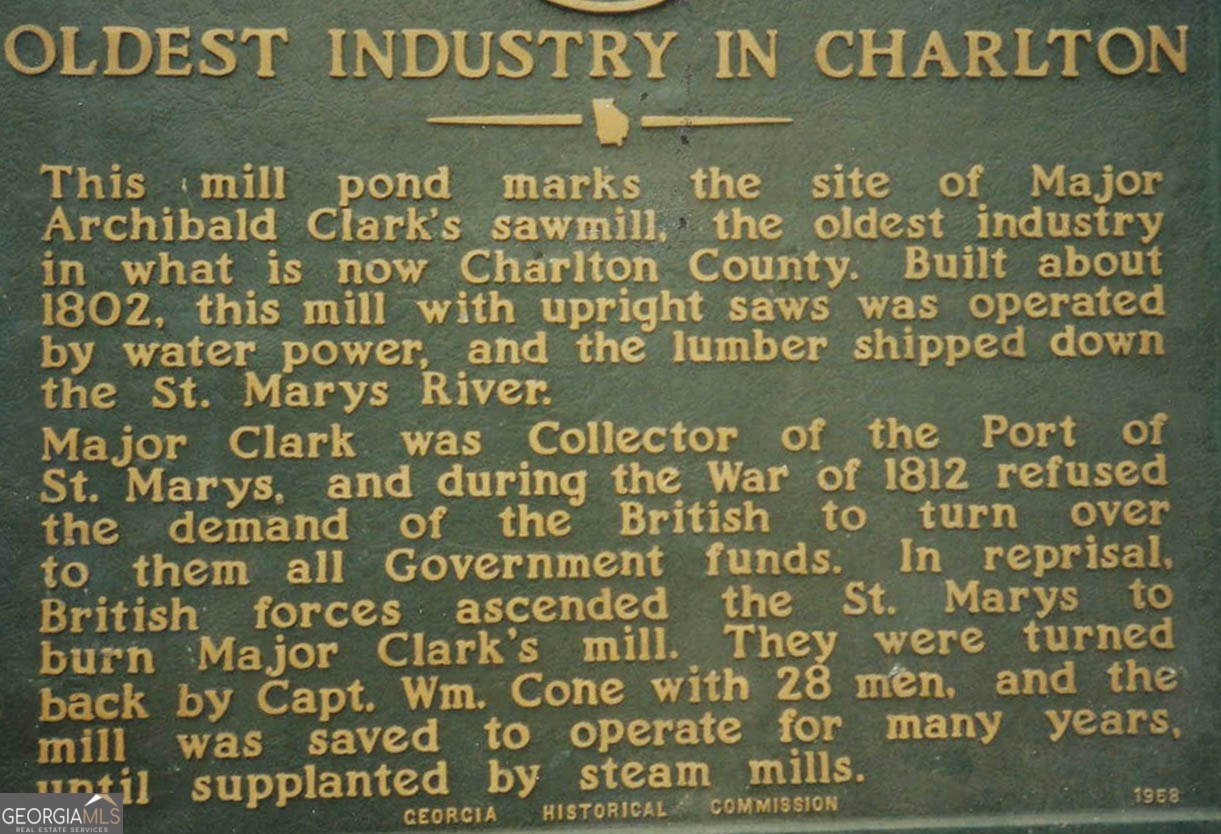 OLDEST INDUSTRY IN CHARLTON
This mill pond marks the site of Major
Archibald Clark's sawmill, the oldest industry
in what is now Charlton County. Built about
1802, this mill with upright saws was operated
by water power, and the lumber shipped down
the St. Marys River.
Major Clark was Collector of the Port of
St. Marys, and during the War of 1812 refused
the demand of the British to turn over
to them all Government funds. In reprisal,
British forces ascended the St. Marys to
burn Major Clark's mill. They were turned
back by Capt. Wm. Cone with 28 men, and the
mill was saved to operate for many years,
until supplanted by steam mills.
GEORGIA HISTORICAL COMMISSION 1958
GEORGIAMLS
REAL ESTATE SERVICES